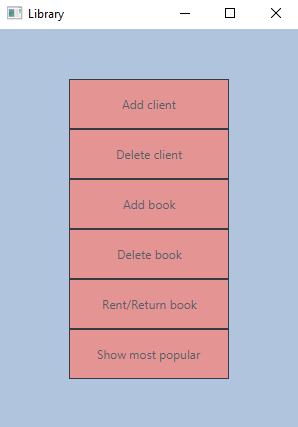 Library
Add client
Delete client
Add book
Delete book
Rent/Return book
Show most popular